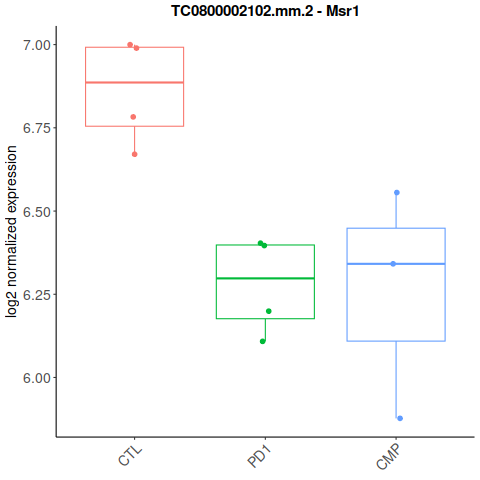 TC0800002102.mm.2 - Msr1
log2 normalized expression
7.00
6.75
6.50
6.25
6.00
CTL
PD1
CMP